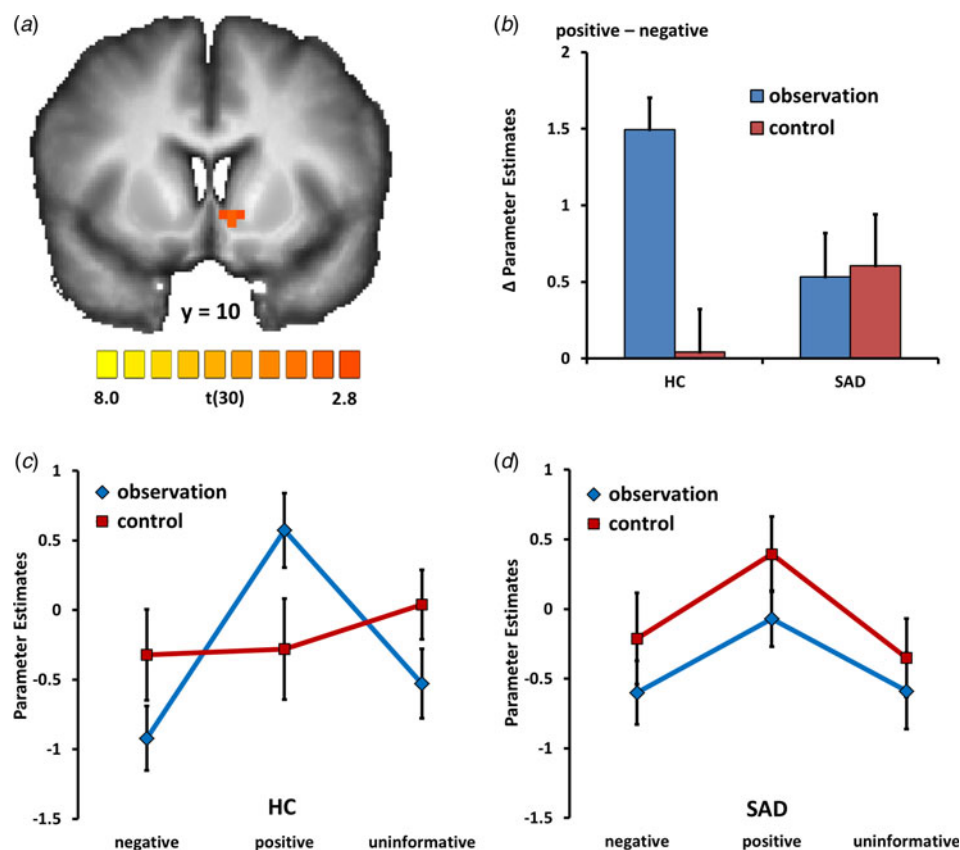 (a)
y = 10
8.0 t(30) 2.8
(b)
positive – negative
2
1.5
1
0.5
0
Δ Parameter Estimates
observation
control
HC SAD
(c)
1
0.5
0
-0.5
-1
-1.5
Parameter Estimates
observation
control
HC
negative positive uninformative
(d)
1
0.5
0
-0.5
-1
-1.5
Parameter Estimates
observation
control
SAD
negative positive uninformative